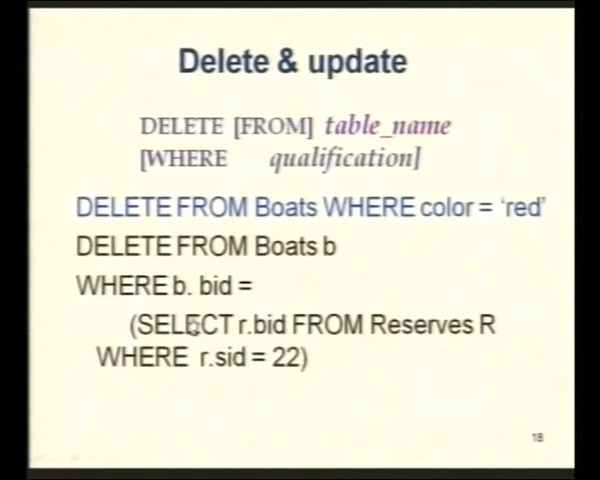 Delete & update
DELETE [FROM] table_name
[WHERE qualification]
DELETE FROM Boats WHERE color = ‘red’
DELETE FROM Boats b
WHERE b. bid =
(SELECT r.bid FROM Reserves R
WHERE r.sid = 22)
18